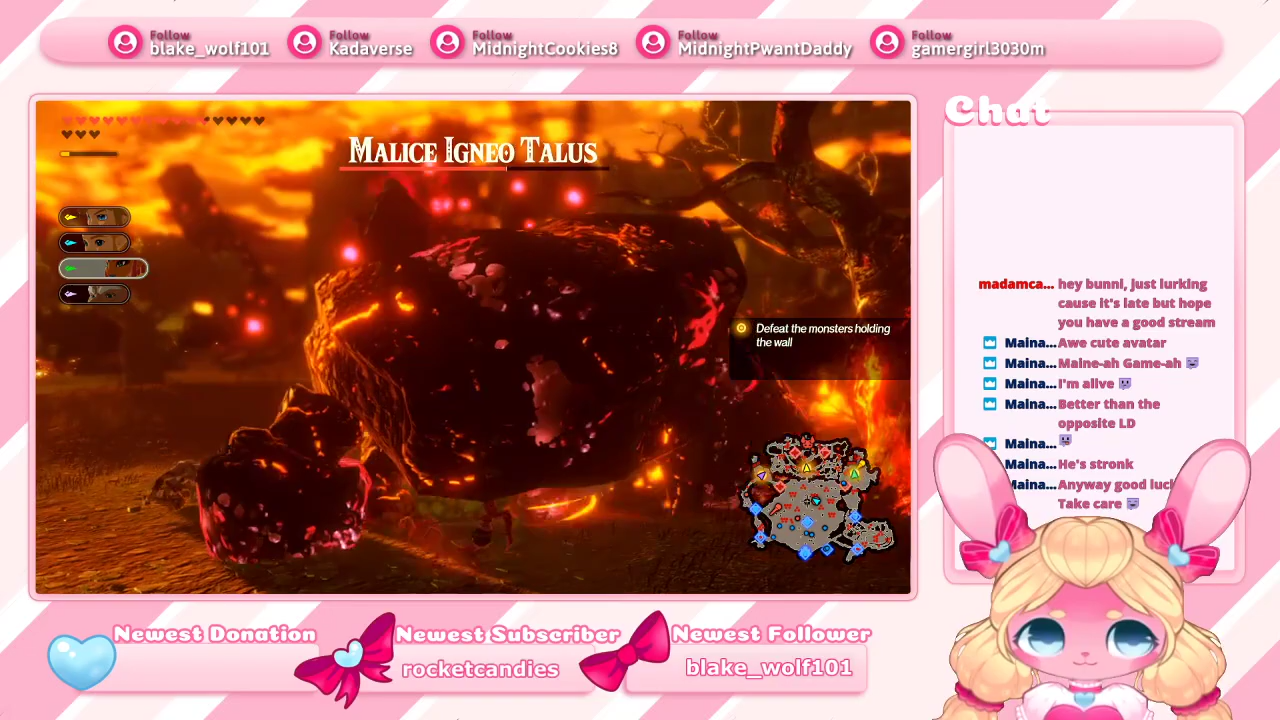 Follow
blake_wolf101
Follow
Kadaverse
Follow
MidnightCookies8
Follow
MidnightPwantDaddy
Follow
gamergirl3030m
Malice Igneo Talus
Defeat the monsters holding
the wall
Chat
madamca... hey bunni, just lurking
cause it's late but hope
you have a good stream
Maina... Awe cute avatar
Maina... Maine-ah Game-ah
Maina... I'm alive
Maina... Better than the
opposite LD
Maina...
Maina... He's stronk
Maina... Anyway good luck
Take care
Newest Donation
Newest Subscriber
rocketcandies
Newest Follower
blake_wolf101